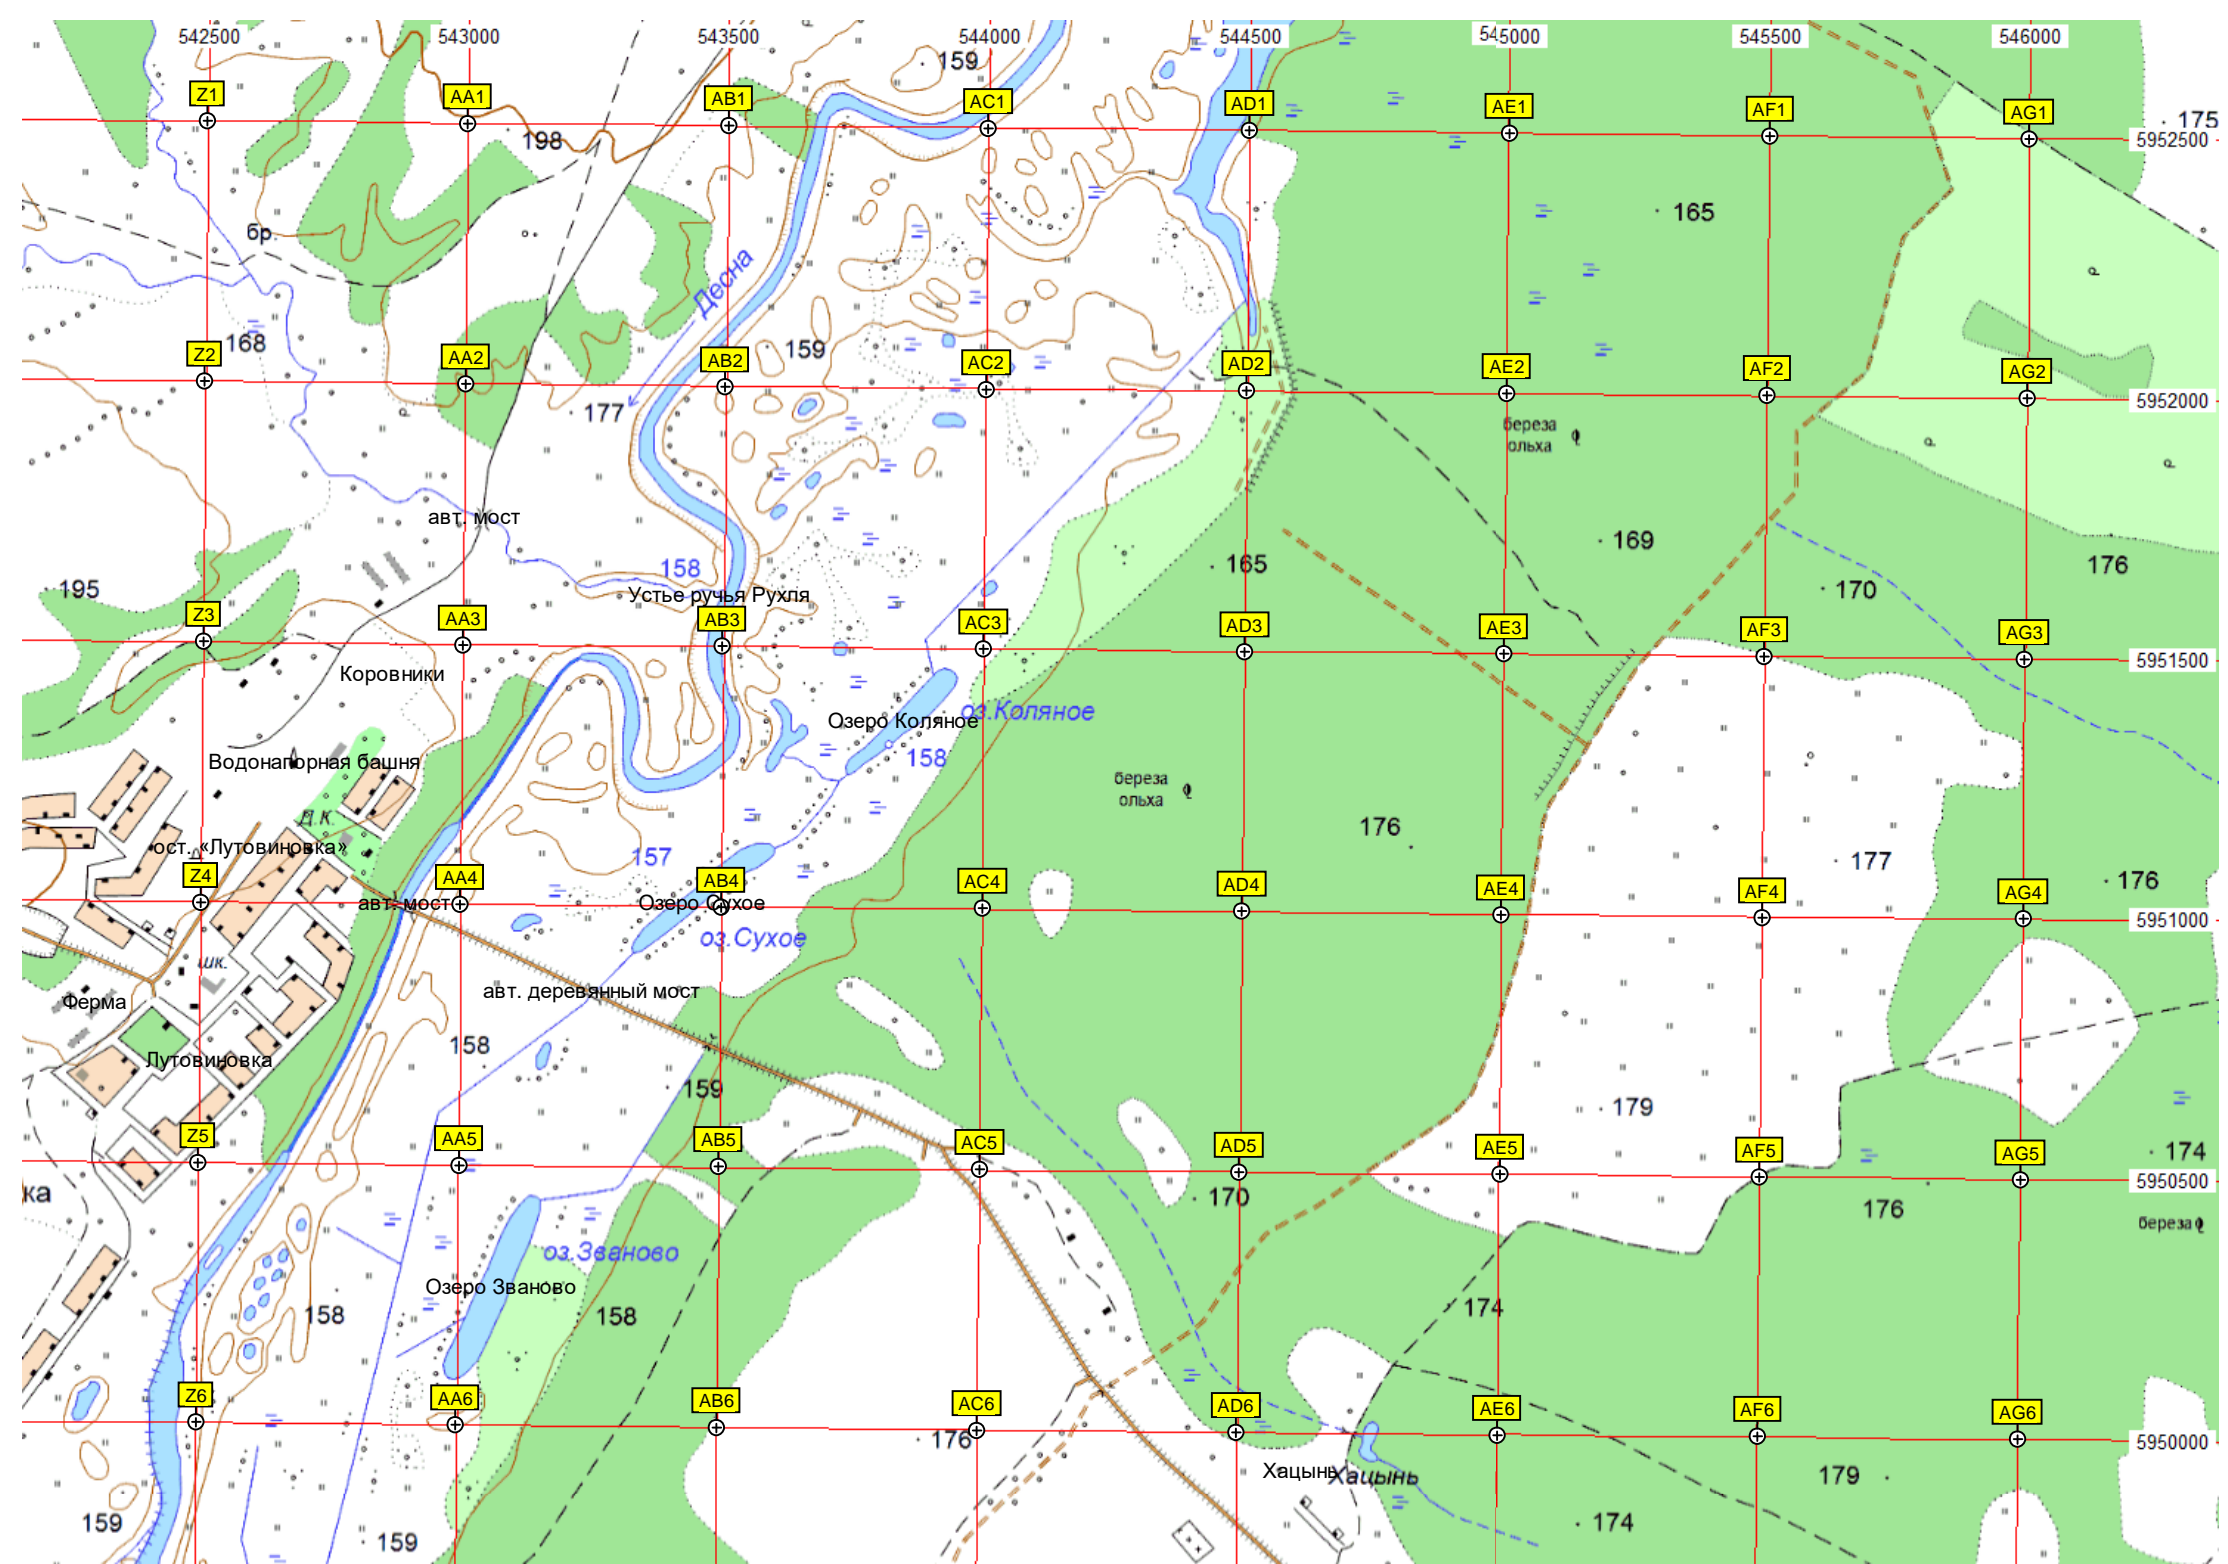 542500 543000 543500 544000 544500 545000 545500 546000
159
Z1 AA1 AB1 AC1 AD1 AE1 AF1 AG1
175
198
5952500
165
бр.
Десна
168
159
Z2 AA2 AB2 AC2 AD2 AE2 AF2 AG2
5952000
177
береза
ольха
авт. мост
169
158
165
176
195
170
Устье ручья Рухля
Z3 AA3 AB3 AC3 AD3 AE3 AF3 AG3
5951500
Коровники
оз.Коляное
Озеро Коляное
158
Водонапорная башня
береза
ольха
Д.К.
176
ост. «Лутовиновка»
157
177
Z4 AA4 AB4 AC4 AD4 AE4 AF4 AG4
176
авт. мост
Озеро Сухое
5951000
оз.Сухое
шк.
авт. деревянный мост
Ферма
158
Лутовиновка
159
179
Z5 AA5 AB5 AC5 AD5 AE5 AF5 AG5
174
5950500
ка
170
176
береза
оз.Званово
Озеро Званово
158
158
174
Z6 AA6 AB6 AC6 AD6 AE6 AF6 AG6
176
5950000
Хацынь
Хацынь
179
159
159
174